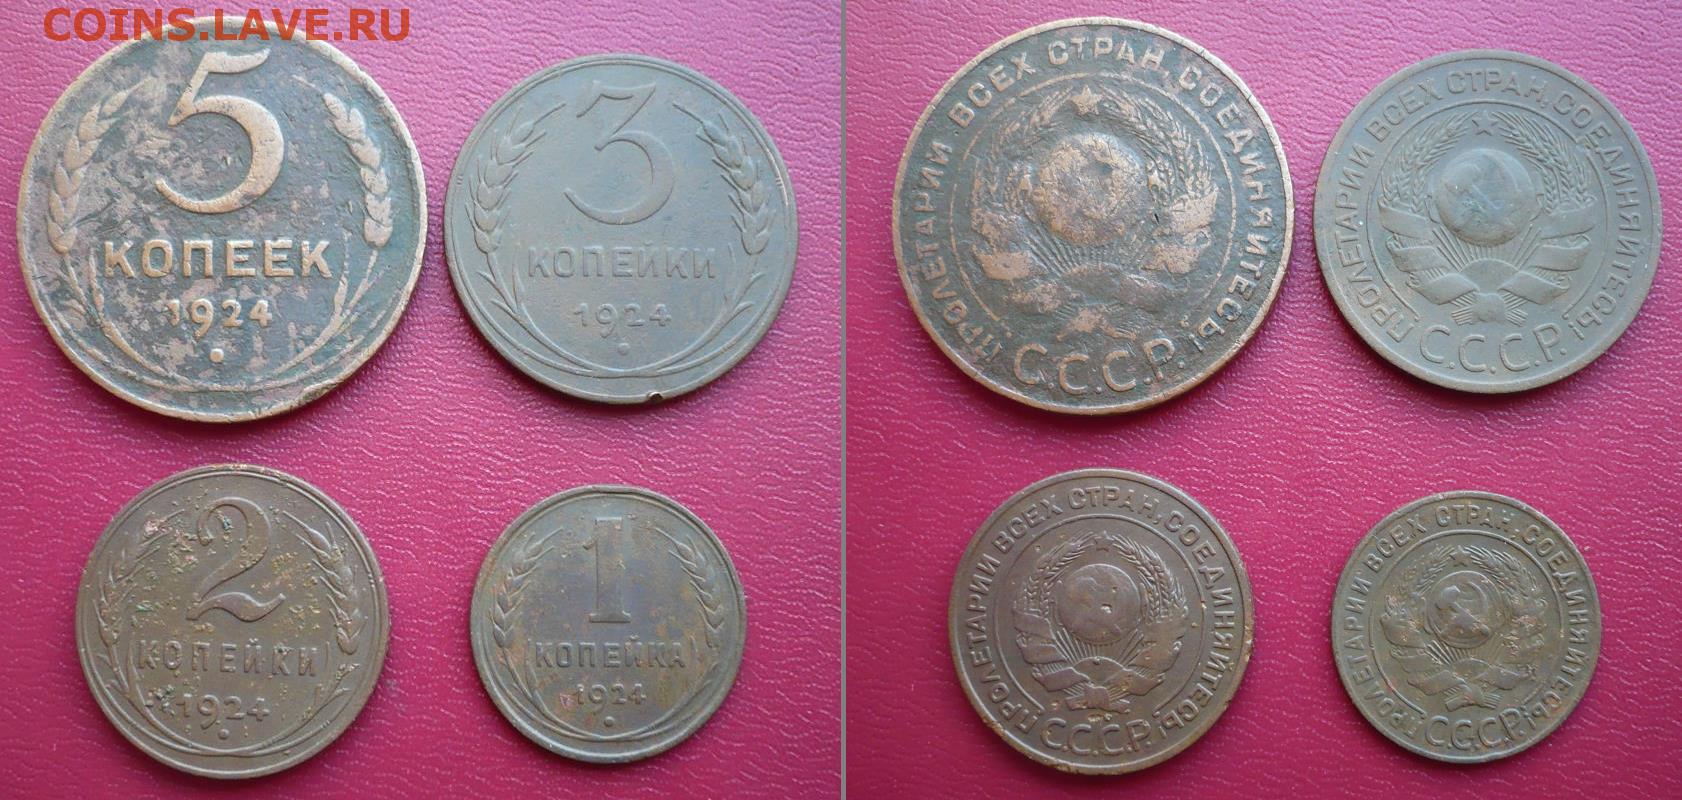 COINS.LAVE.RU
5
КОПЕЕК
1924
3
КОПЕЙКИ
1924
ПРОЛЕТАРИИ ВСЕХ СТРАН, СОЕДИНЯЙТЕСЬ!
С.С.С.Р.
ПРОЛЕТАРИИ ВСЕХ СТРАН, СОЕДИНЯЙТЕСЬ!
С.С.С.Р.
2
КОПЕЙКИ
1924
1
КОПЕЙКА
1924
ПРОЛЕТАРИИ ВСЕХ СТРАН, СОЕДИНЯЙТЕСЬ!
С.С.С.Р.
ПРОЛЕТАРИИ ВСЕХ СТРАН, СОЕДИНЯЙТЕСЬ!
С.С.С.Р.